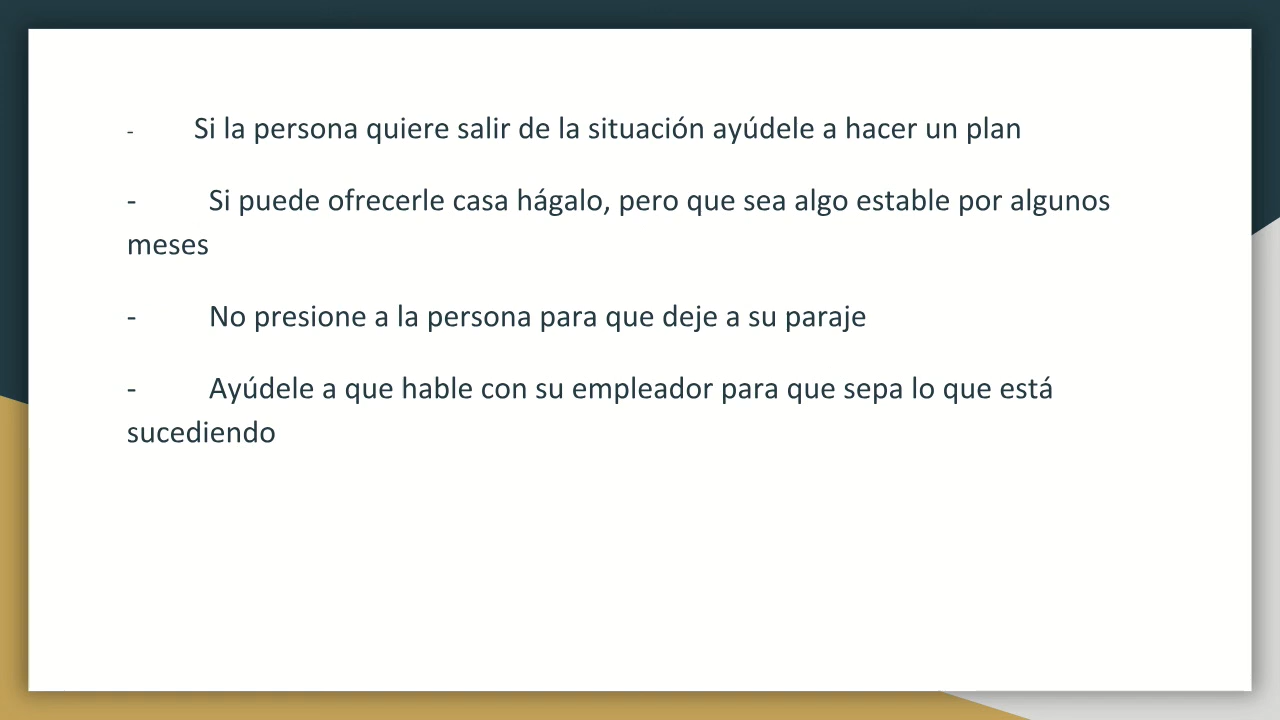 - Si la persona quiere salir de la situación ayúdele a hacer un plan
- Si puede ofrecerle casa hágalo, pero que sea algo estable por algunos
meses
- No presione a la persona para que deje a su paraje
- Ayúdele a que hable con su empleador para que sepa lo que está
sucediendo